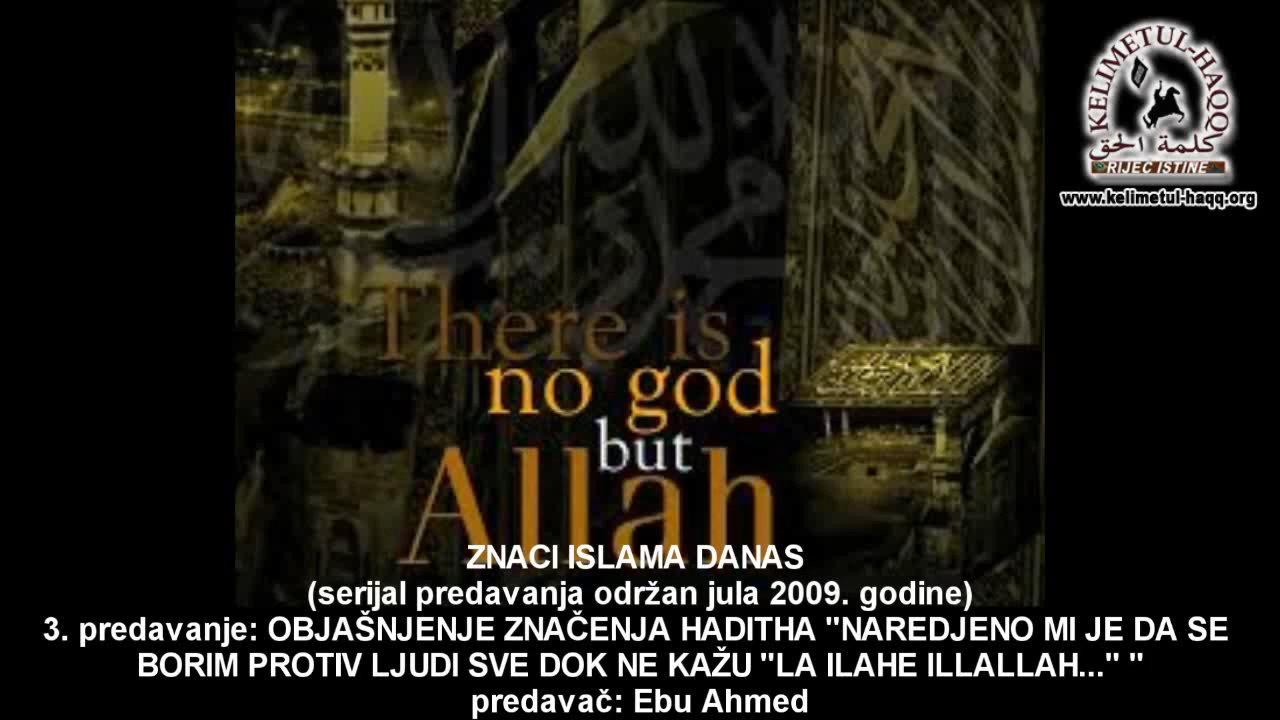 KELIMETUL-HAQQ
كلمة الحق
RIJEC ISTINE
www.kelimetul-haqq.org
There is
no god
but
Allah
ZNACI ISLAMA DANAS
(serijal predavanja održan jula 2009. godine)
3. predavanje: OBJAŠNJENJE ZNAČENJA HADITHA "NAREDJENO MI JE DA SE
BORIM PROTIV LJUDI SVE DOK NE KAŽU "LA ILAHE ILLALLAH..." "
predavač: Ebu Ahmed